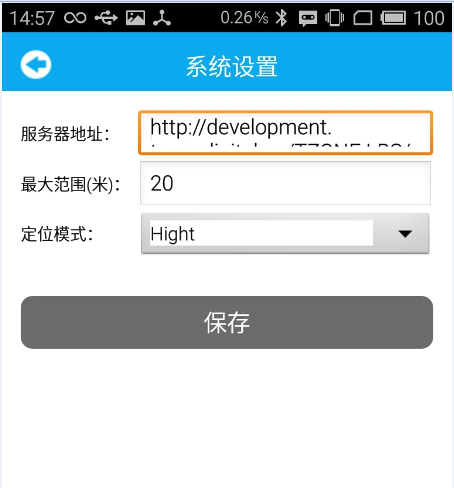 14:57 0.26K/s 100
系统设置
服务器地址： http://development.
最大范围(米)： 20
定位模式： Hight
保存